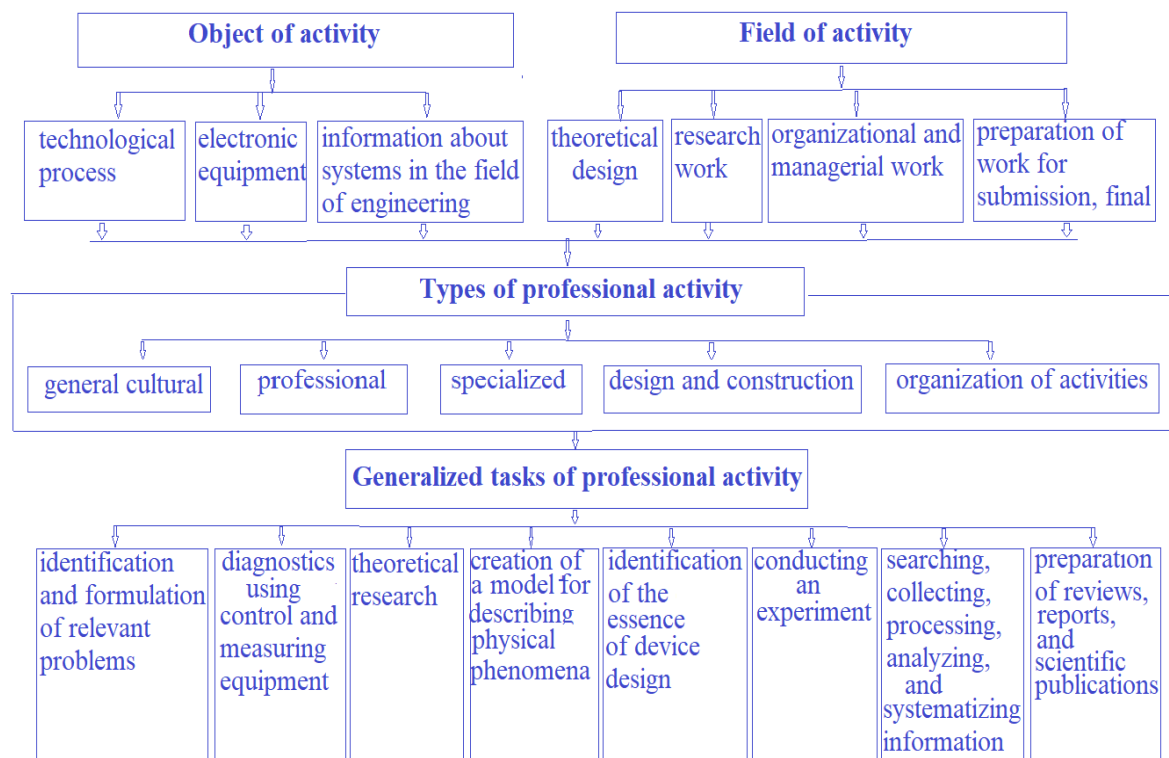 Object of activity
Field of activity
technological
process
electronic
equipment
information about
systems in the field
of engineering
theoretical
design
research
work
organizational and
managerial work
preparation of
work for
submission, final
Types of professional activity
general cultural
professional
specialized
design and construction
organization of activities
Generalized tasks of professional activity
identification
and formulation
of relevant
problems
diagnostics
using
control and
measuring
equipment
theoretical
research
creation of
a model for
describing
physical
phenomena
identification
of the
essence
of device
design
conducting
an
experiment
searching,
collecting,
processing,
analyzing,
and
systematizing
information
preparation
of reviews,
reports,
and
scientific
publications